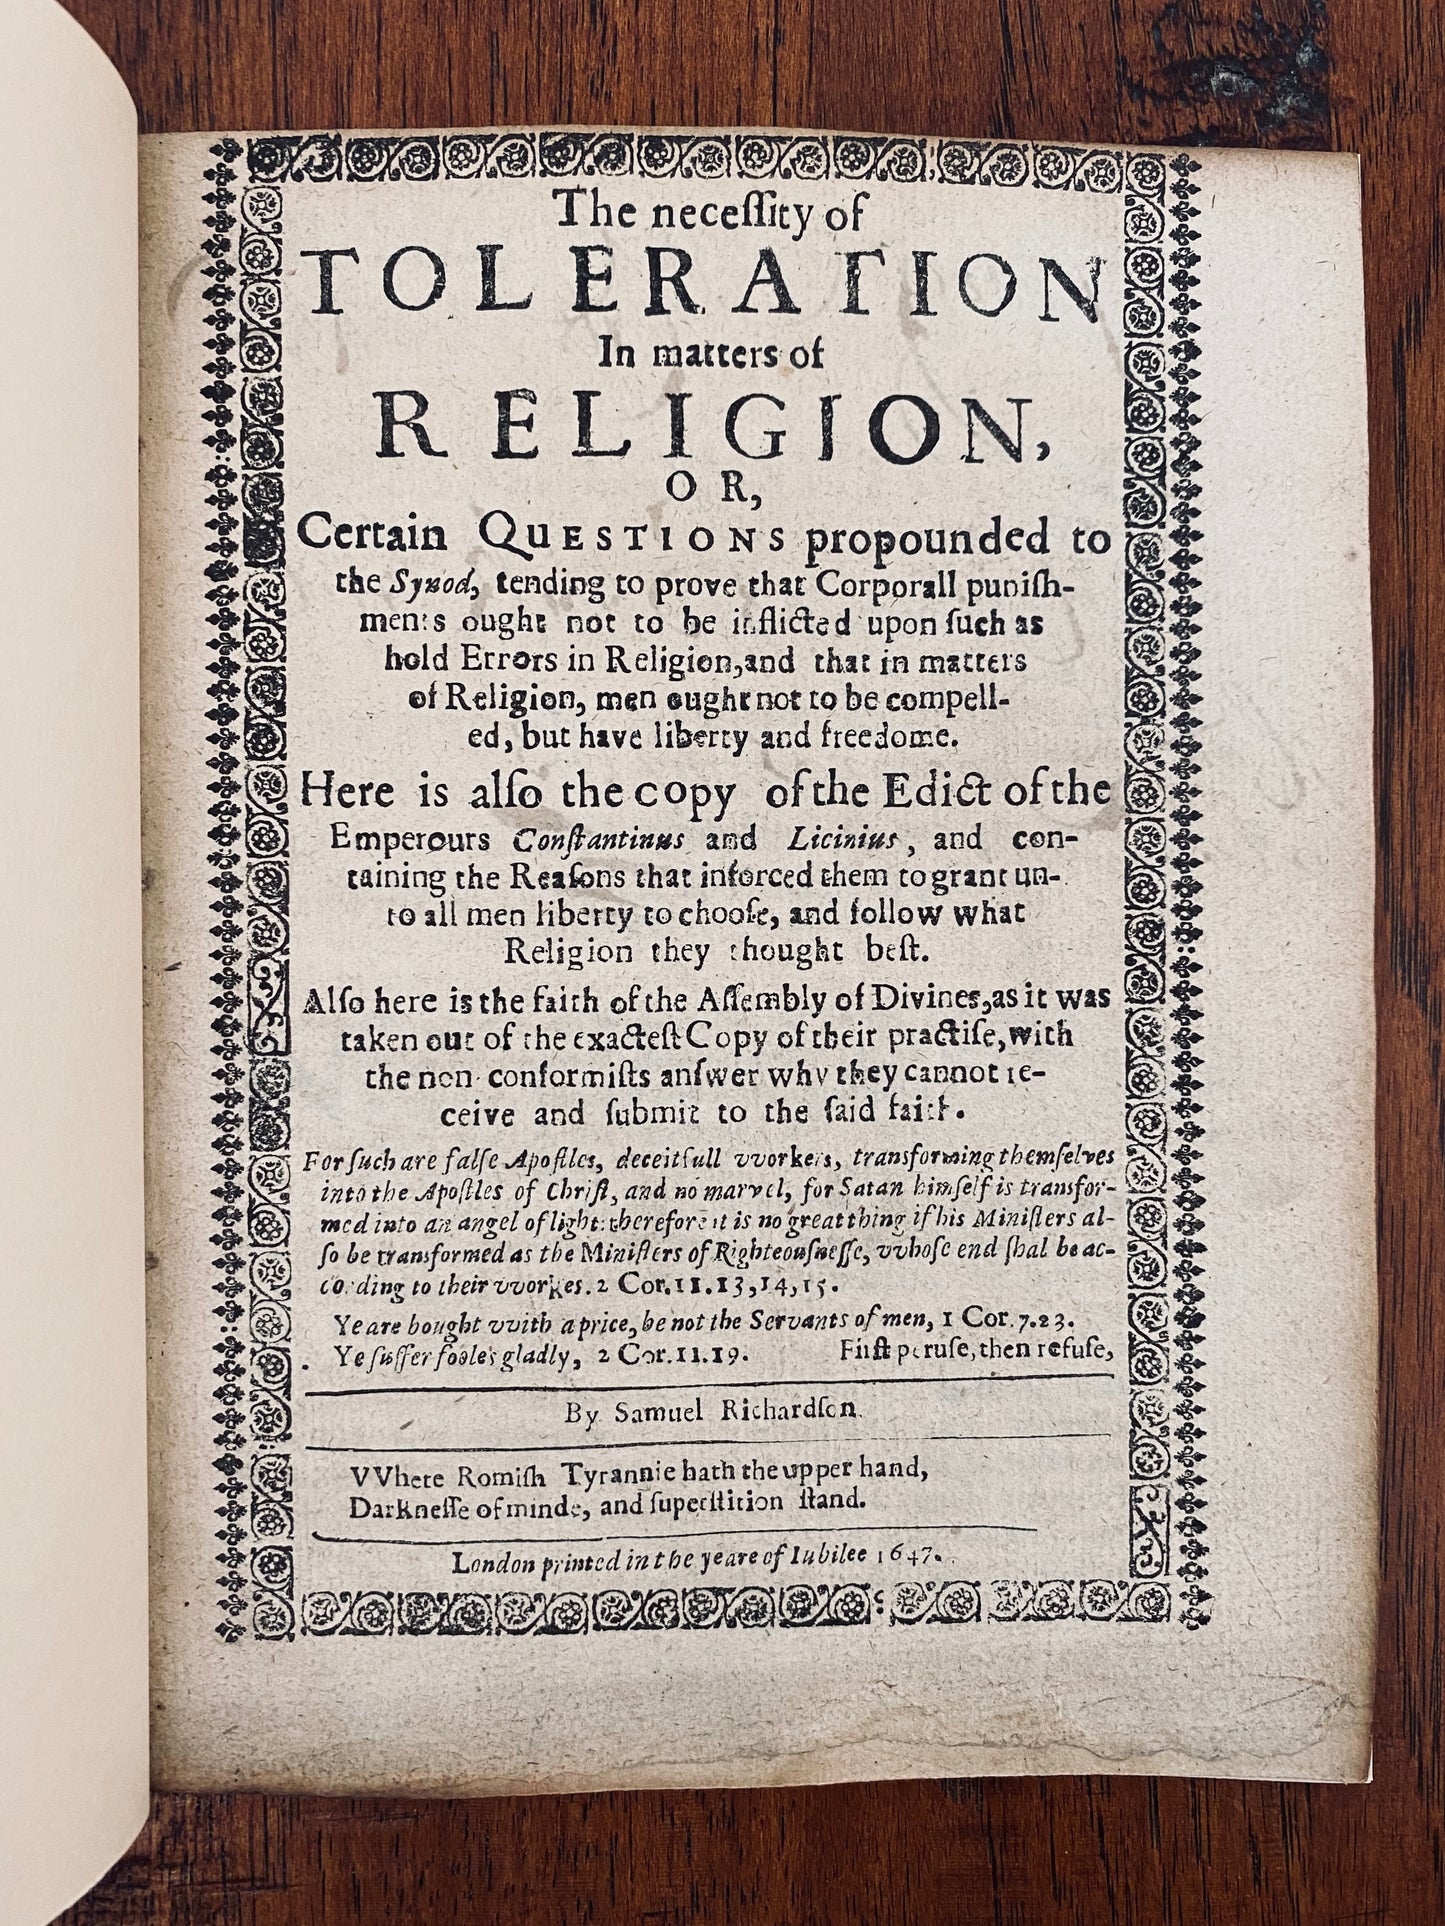 The neceſſity of
TOLERATION
In matters of
RELIGION,
OR,
Certain QUESTIONS propounded to
the Synod, tending to prove that Corporall puniſh-
ments ought not to be inflicted upon ſuch as
hold Errors in Religion, and that in matters
of Religion, men ought not to be compell-
ed, but have liberty and freedome.
Here is alſo the copy of the Edict of the
Emperours Conſtantinus and Licinius, and con-
taining the Reaſons that inforced them to grant un-
to all men liberty to chooſe, and follow what
Religion they thought beſt.
Alſo here is the faith of the Aſſembly of Divines, as it was
taken out of the exacteſt Copy of their practiſe, with
the non-conformiſts anſwer why they cannot re-
ceive and ſubmit to the ſaid faith.
For ſuch are falſe Apoſtles, deceitfull vvorkers, transforming themſelves
into the Apoſtles of Chriſt, and no marvel, for Satan himſelf is transfor-
med into an angel of light: therefore it is no great thing if his Miniſters al-
ſo be transformed as the Miniſters of Righteouſneſſe, vvhoſe end ſhal be ac-
cording to their vvorkes. 2 Cor. 11. 13, 14, 15.
Ye are bought vvith a price, be not the Servants of men, 1 Cor. 7. 23.
Ye ſuffer fooles gladly, 2 Cor. 11. 19. Firſt peruſe, then refuſe,
By Samuel Richardſon.
VVhere Romiſh Tyrannie hath the upper hand,
Darkneſſe of minde, and ſuperſtition ſtand.
London printed in the yeare of Iubilee 1647.